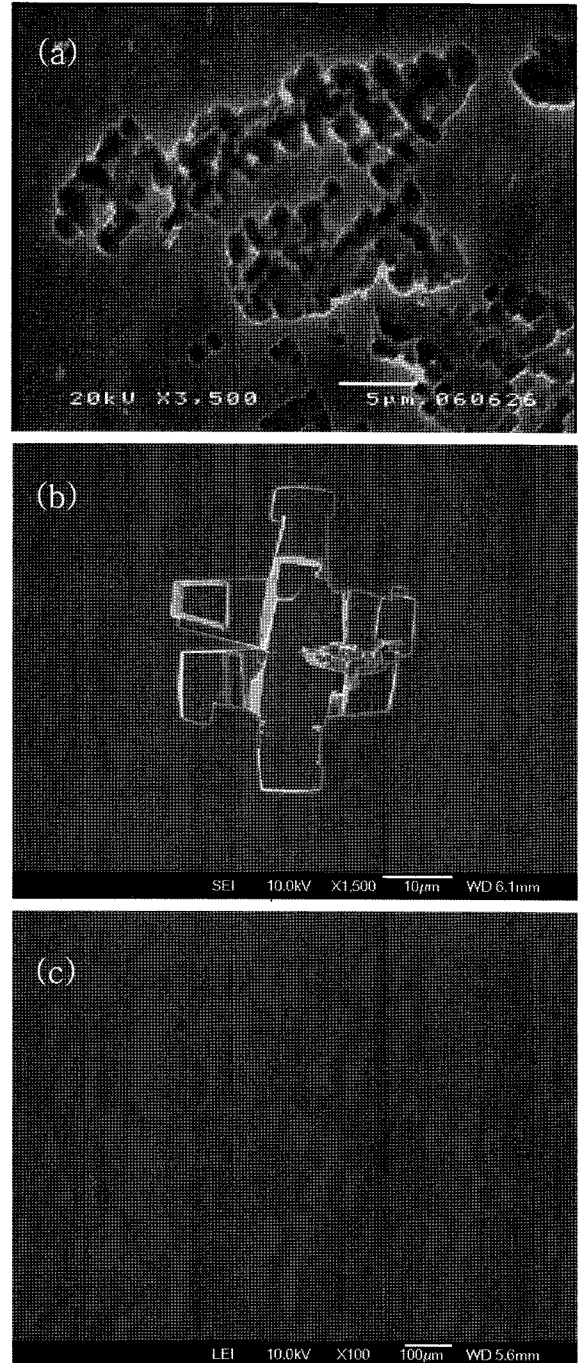 (a)
20kV X3,500 5µm 060626
(b)
SEI 10.0kV X1,500 10µm WD 6.1mm
(c)
LEI 10.0kV X100 100µm WD 5.6mm